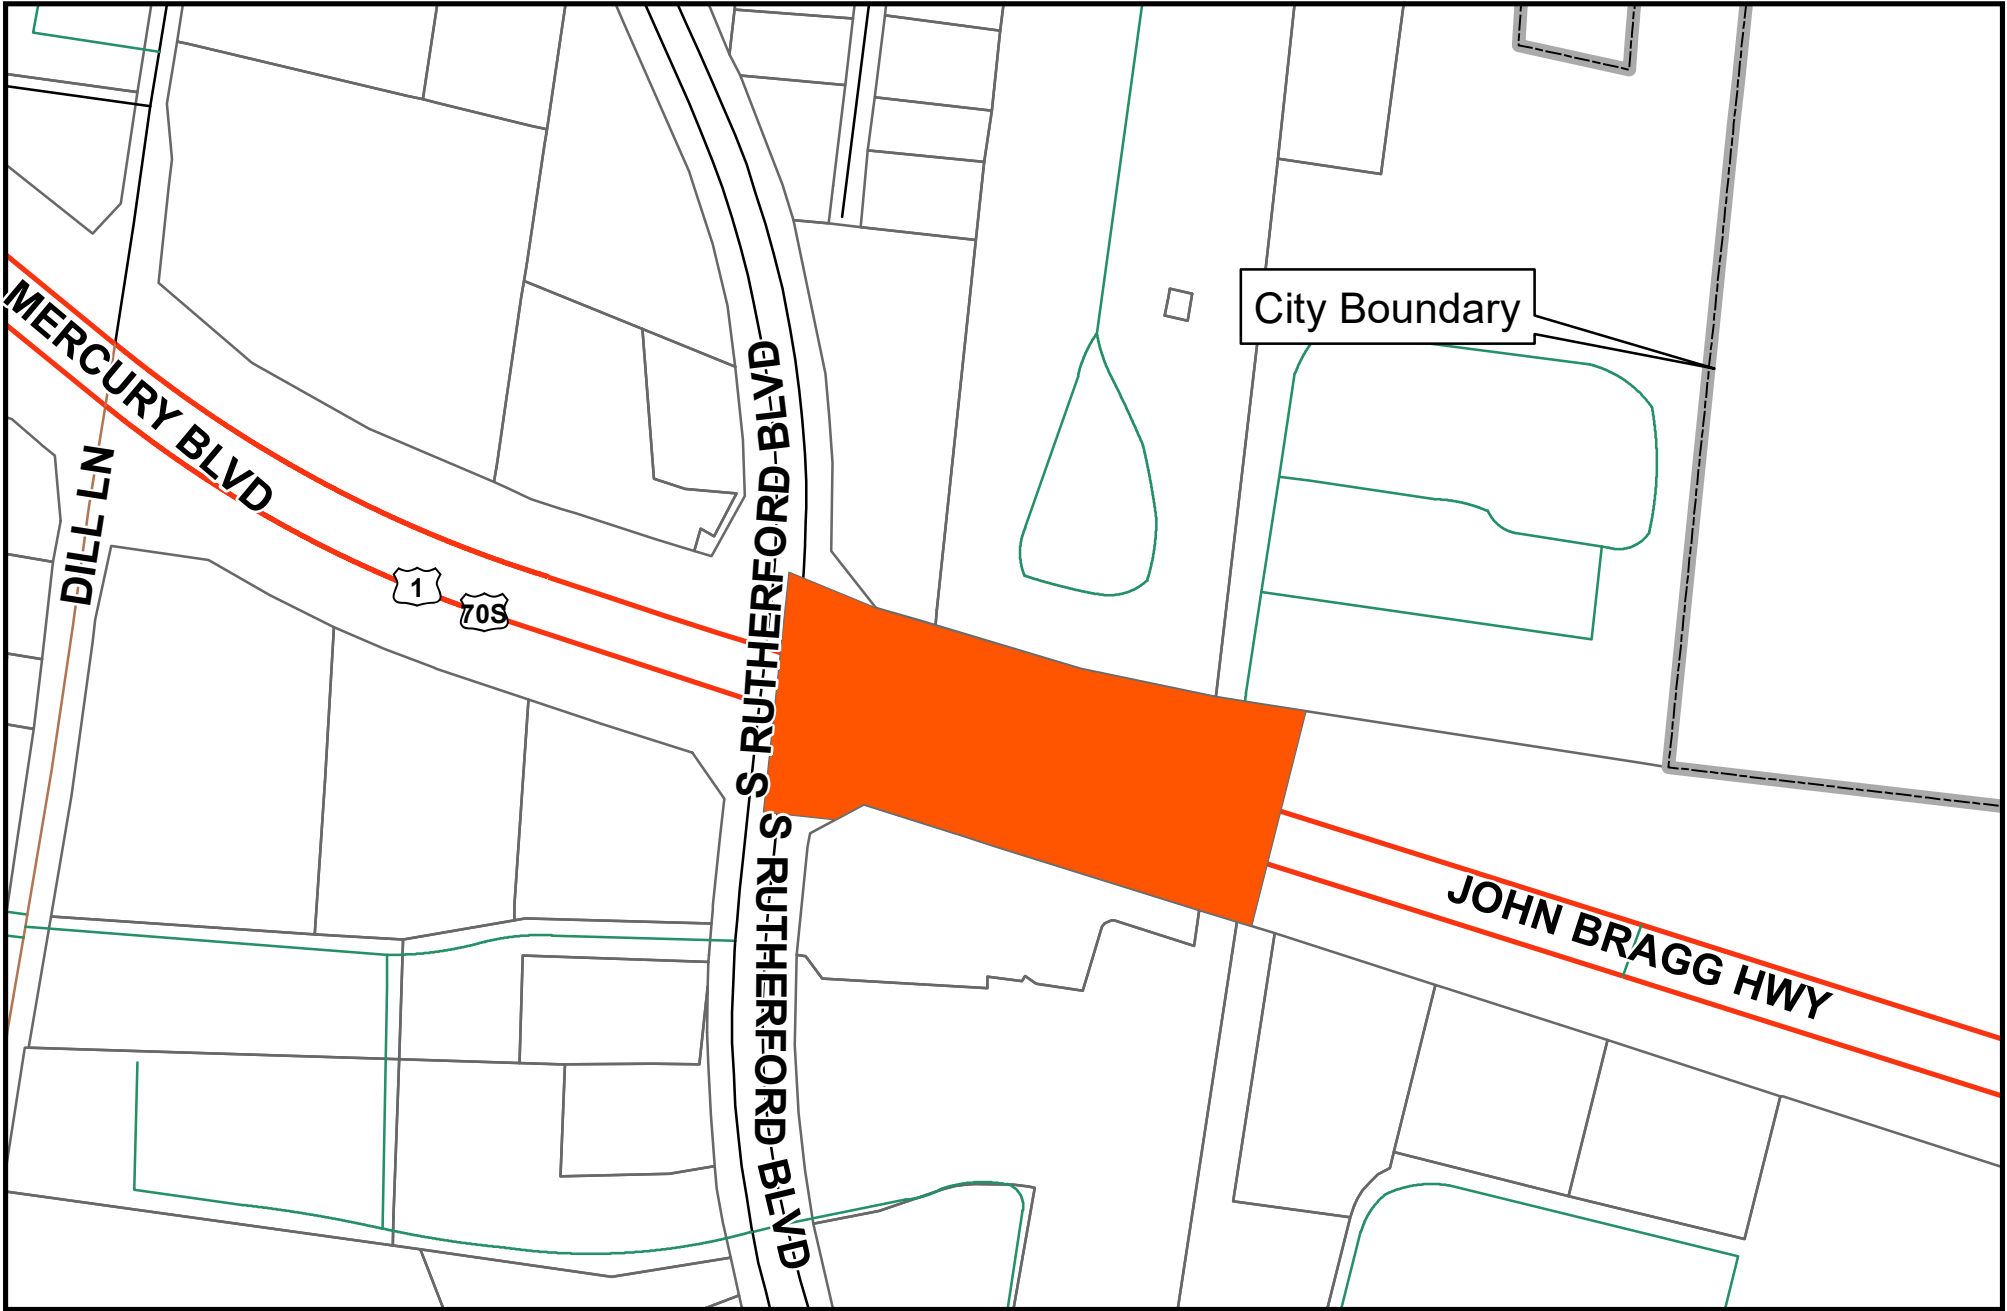 City Boundary
MERCURY BLVD
DILL LN
1
70S
S RUTHERFORD BLVD
S RUTHERFORD BLVD
JOHN BRAGG HWY